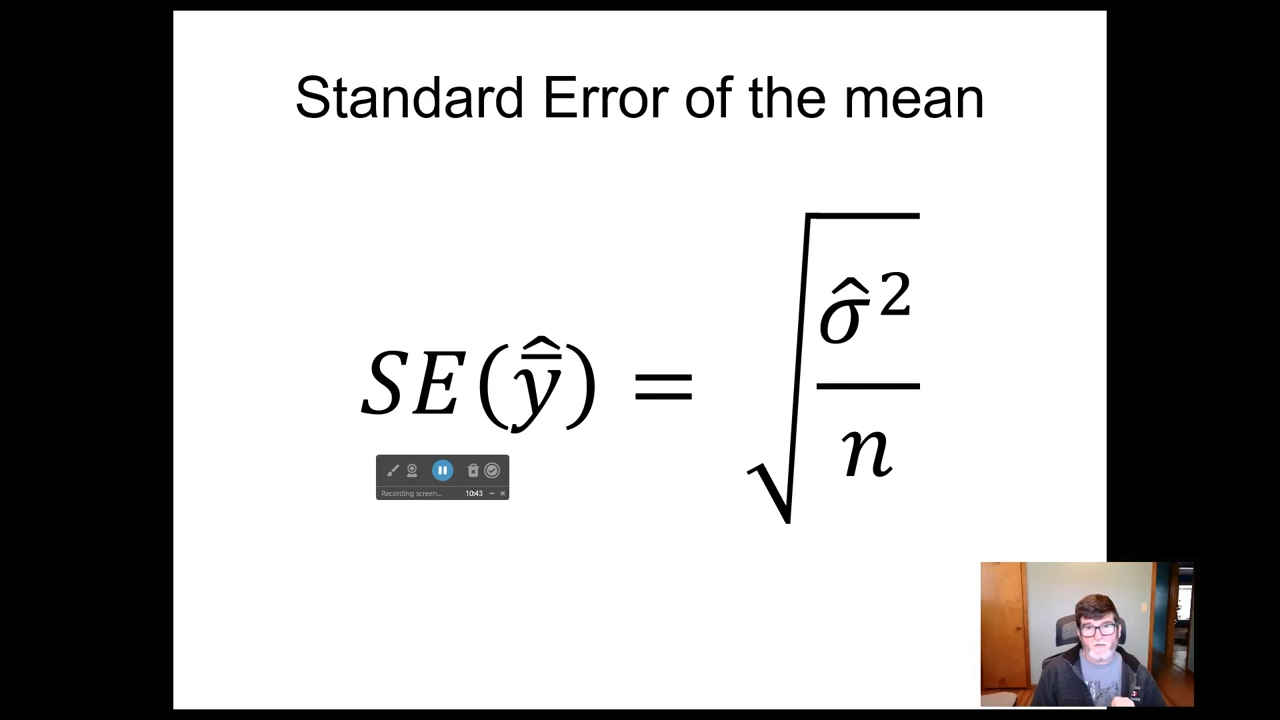 Standard Error of the mean
SE(ȳ̂) = √(σ̂²/n)
Recording screen... 10:43